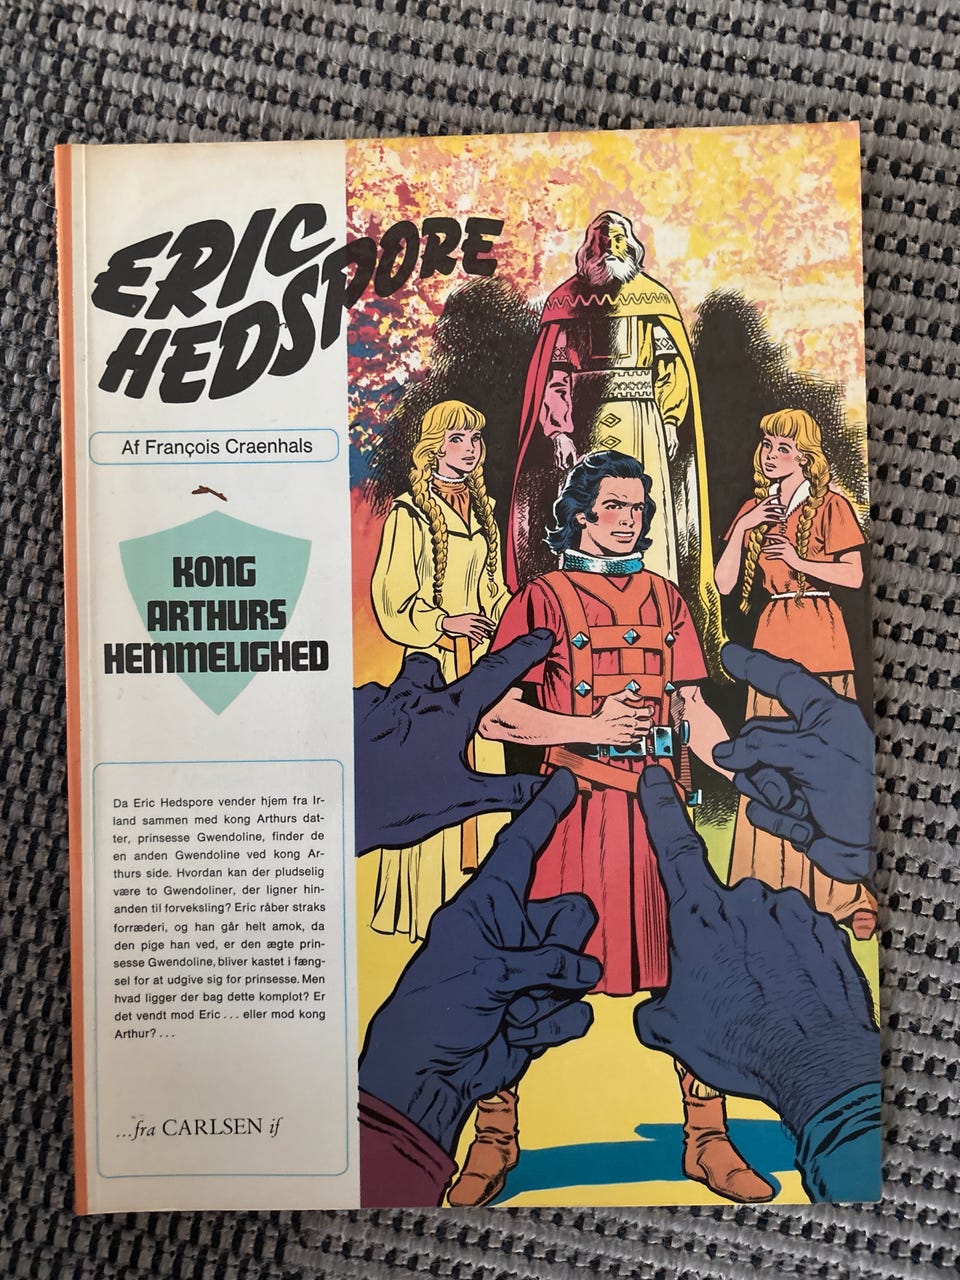 ERIC
HEDSPORE
Af François Craenhals
KONG
ARTHURS
HEMMELIGHED
Da Eric Hedspore vender hjem fra Ir-
land sammen med kong Arthurs dat-
ter, prinsesse Gwendoline, finder de
en anden Gwendoline ved kong Ar-
thurs side. Hvordan kan der pludselig
være to Gwendoliner, der ligner hin-
anden til forveksling? Eric råber straks
forræderi, og han går helt amok, da
den pige han ved, er den ægte prin-
sesse Gwendoline, bliver kastet i fæng-
sel for at udgive sig for prinsesse. Men
hvad ligger der bag dette komplot? Er
det vendt mod Eric . . . eller mod kong
Arthur? . . .
...fra CARLSEN if